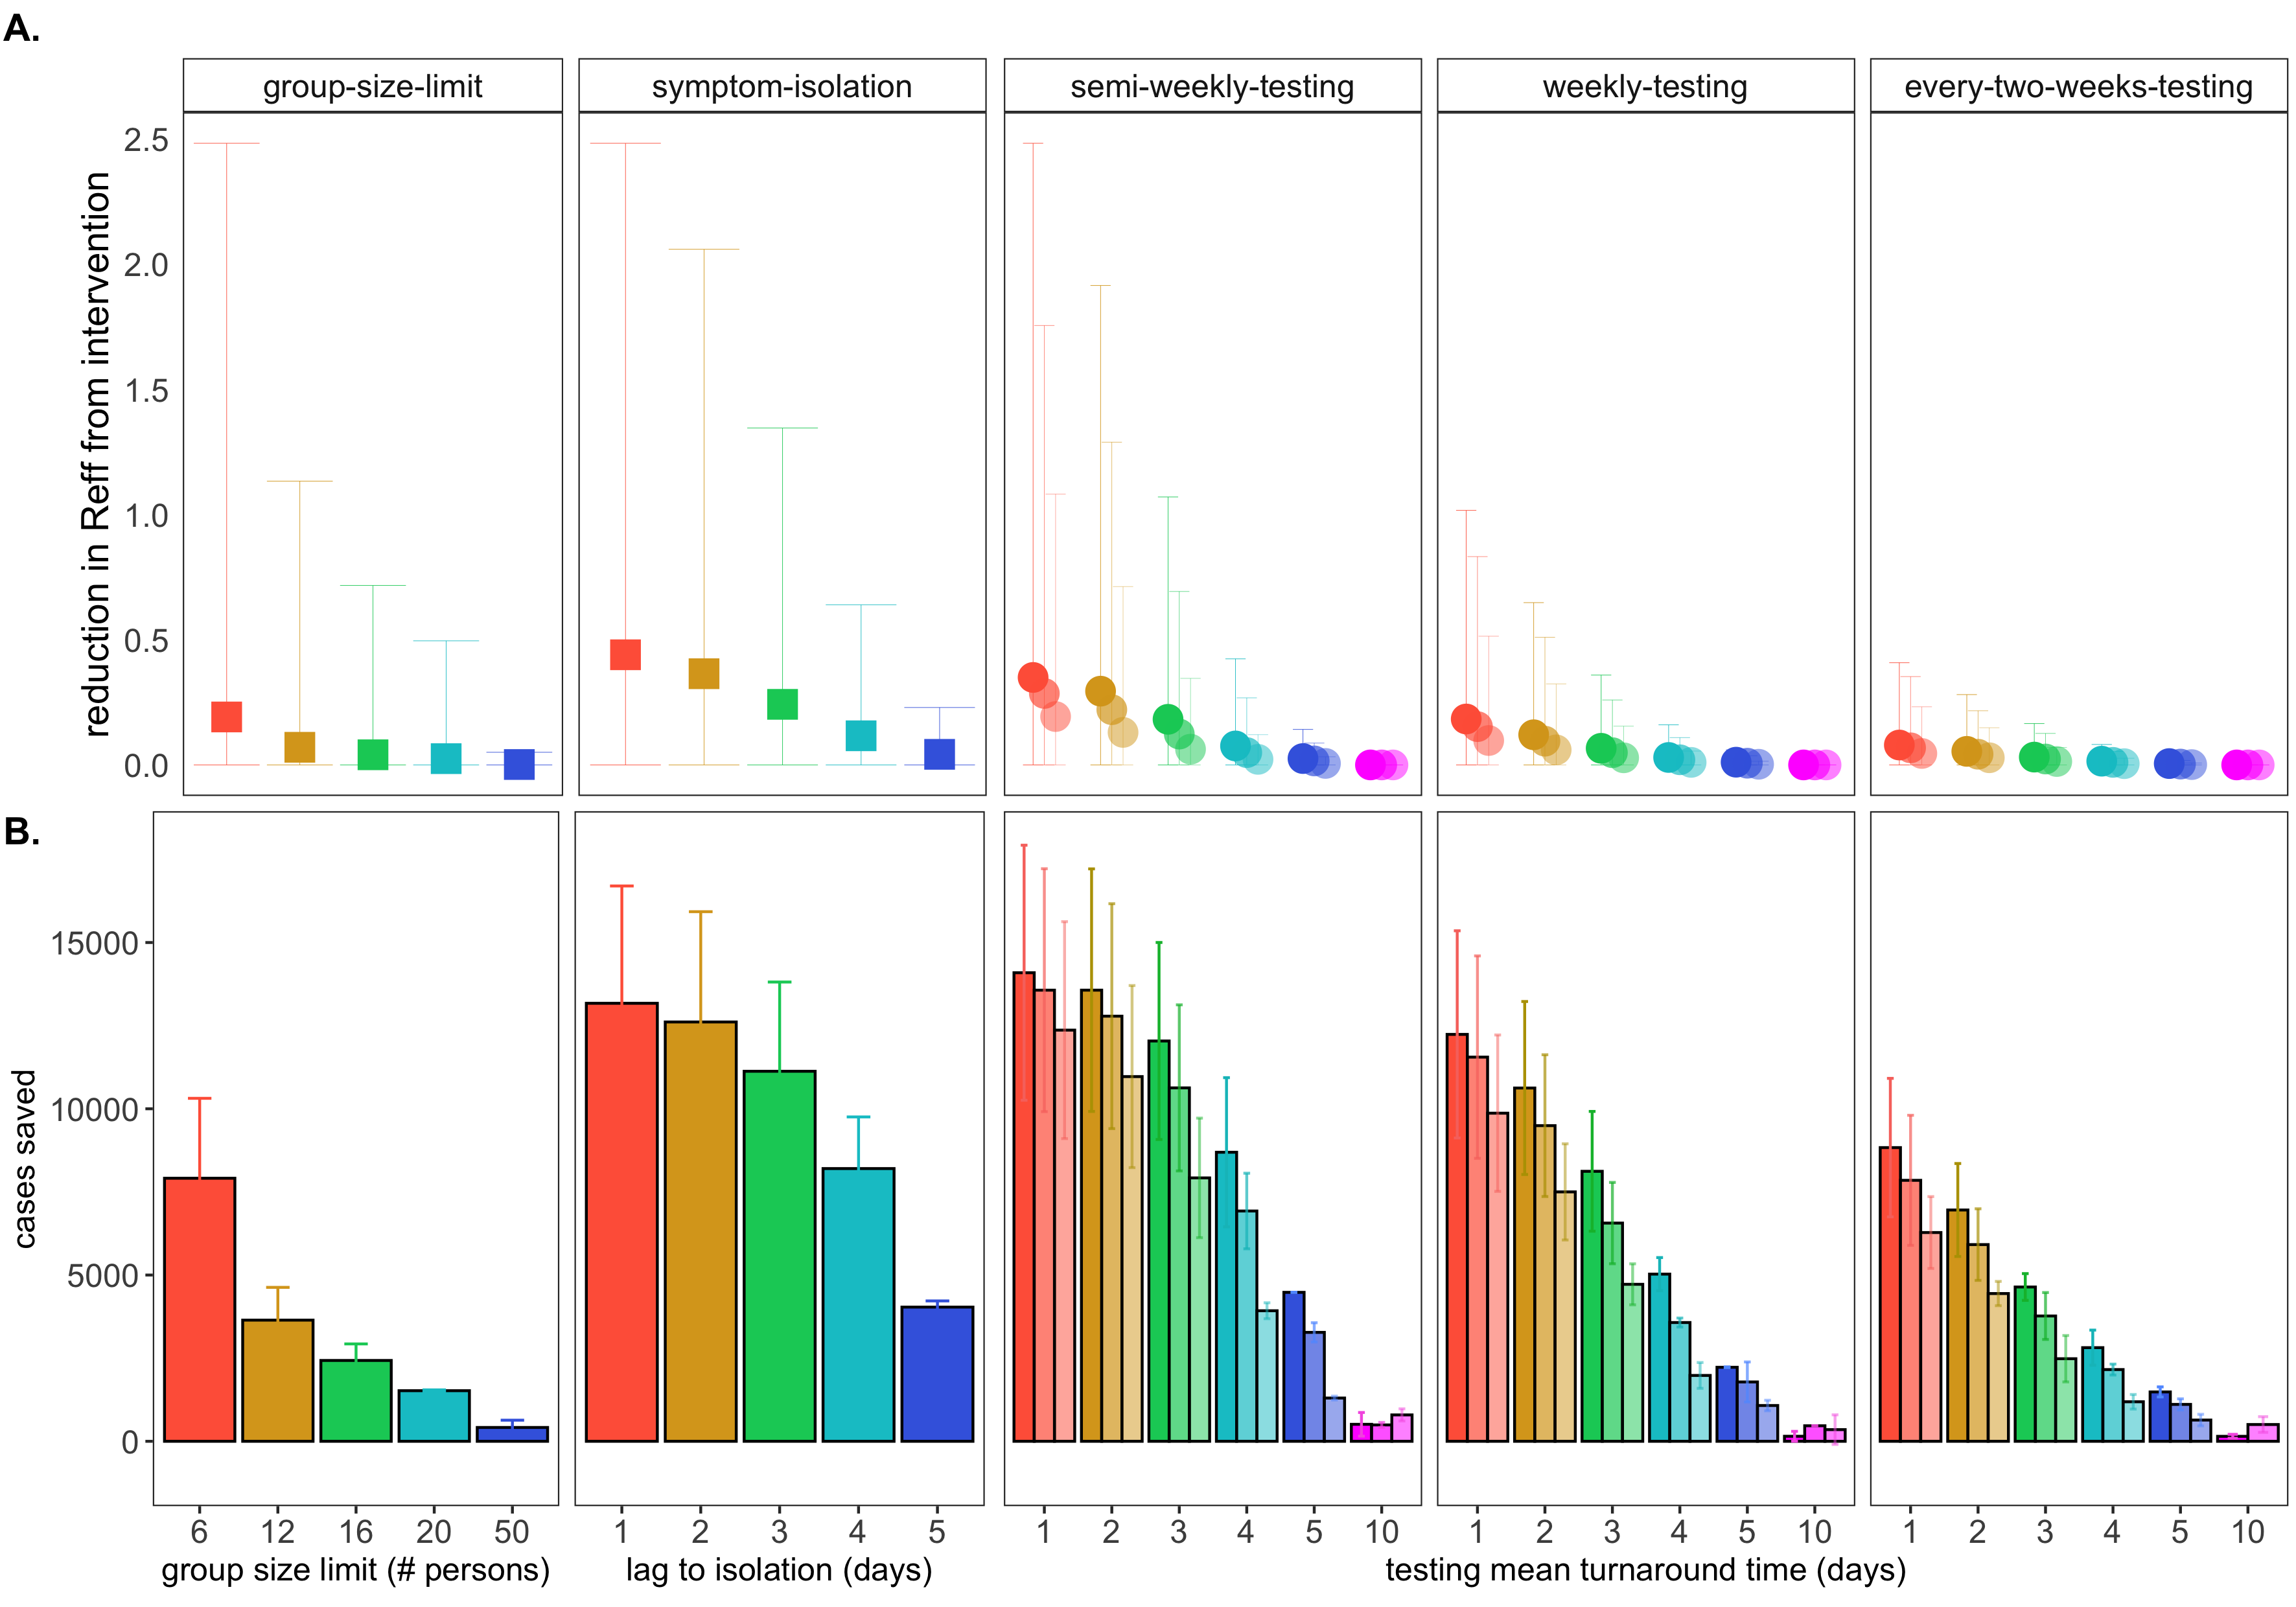 A.
group-size-limit
symptom-isolation
semi-weekly-testing
weekly-testing
every-two-weeks-testing
reduction in Reff from intervention
2.5
2.0
1.5
1.0
0.5
0.0
B.
cases saved
15000
10000
5000
0
6 12 16 20 50
1 2 3 4 5
1 2 3 4 5 10
1 2 3 4 5 10
1 2 3 4 5 10
group size limit (# persons)
lag to isolation (days)
testing mean turnaround time (days)